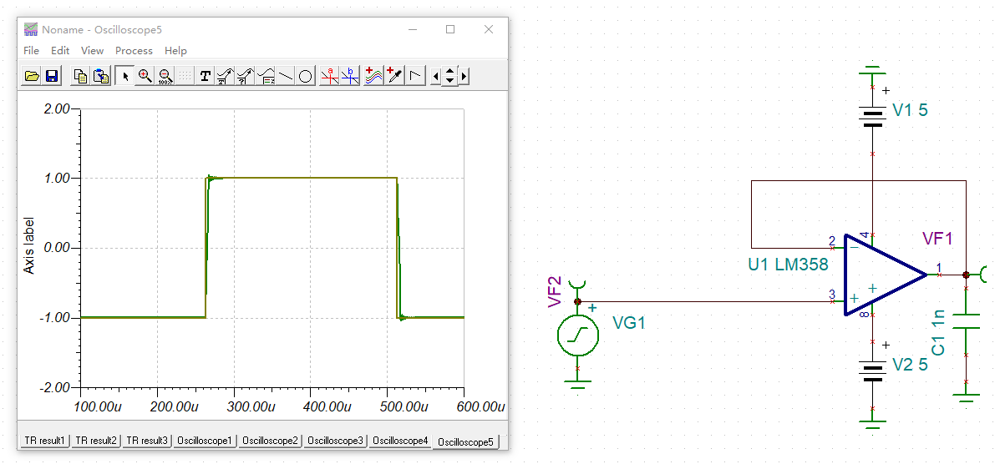 Noname - Oscilloscope5
File Edit View Process Help
T 100% a b
2.00
1.00
0.00
-1.00
-2.00
Axis label
100.00u 200.00u 300.00u 400.00u 500.00u 600.00u
TR result1 TR result2 TR result3 Oscilloscope1 Oscilloscope2 Oscilloscope3 Oscilloscope4 Oscilloscope5
+
V1 5
4
2
−
VF1
U1 LM358
1
VF2
3
+
+
+
VG1
8
C1 1n
+
V2 5